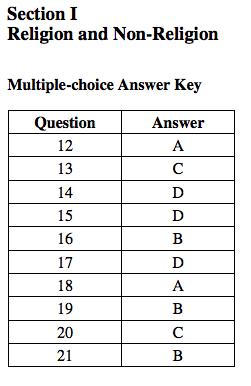 Section I
Religion and Non-Religion
Multiple-choice Answer Key
Question Answer
12 A
13 C
14 D
15 D
16 B
17 D
18 A
19 B
20 C
21 B